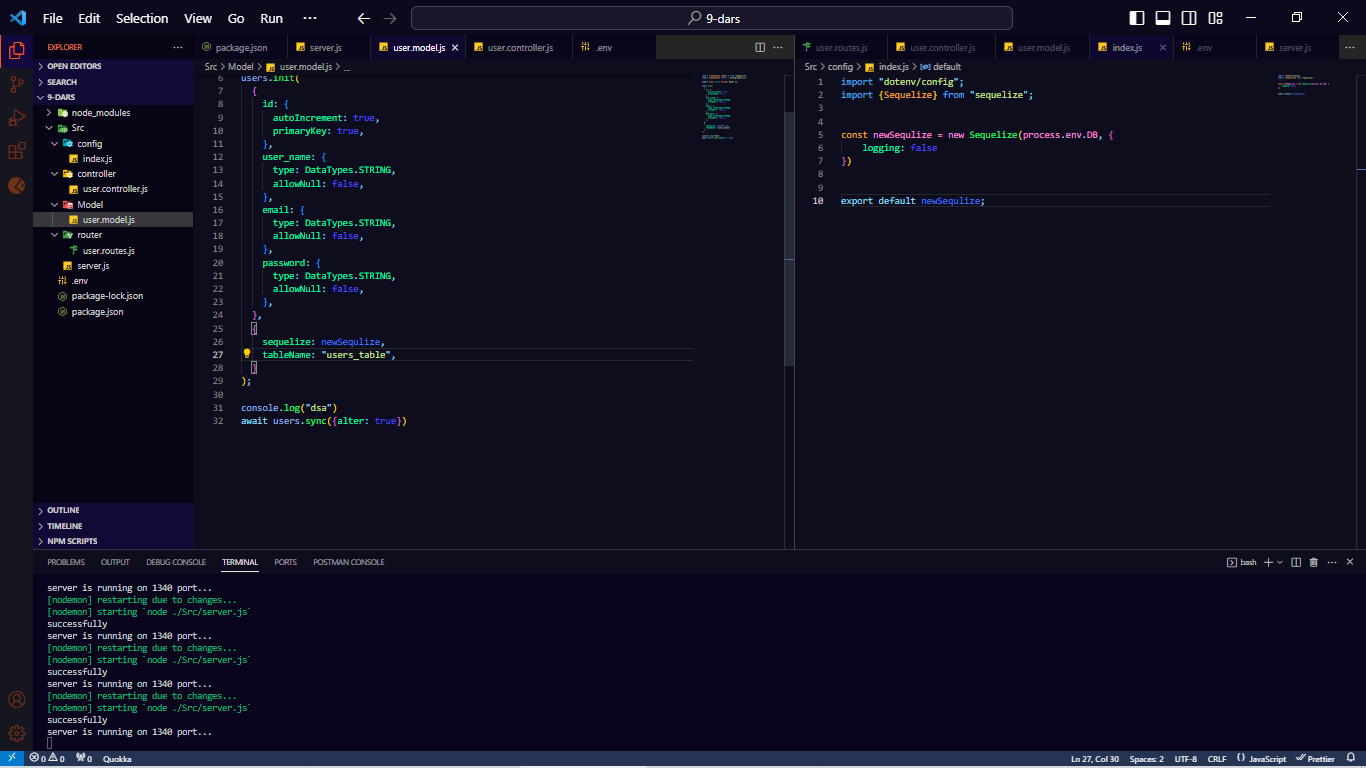 File Edit Selection View Go Run ··· 9-dars
EXPLORER ···
OPEN EDITORS
SEARCH
9-DARS
node_modules
Src
config
index.js
controller
user.controller.js
Model
user.model.js
router
user.routes.js
server.js
.env
package-lock.json
package.json
OUTLINE
TIMELINE
NPM SCRIPTS
package.json server.js user.model.js user.controller.js .env
Src > Model > user.model.js > ...
6 users.init(
7 {
8 id: {
9 autoIncrement: true,
10 primaryKey: true,
11 },
12 user_name: {
13 type: DataTypes.STRING,
14 allowNull: false,
15 },
16 email: {
17 type: DataTypes.STRING,
18 allowNull: false,
19 },
20 password: {
21 type: DataTypes.STRING,
22 allowNull: false,
23 },
24 },
25 {
26 sequelize: newSequlize,
27 tableName: "users_table",
28 }
29 );
30
31 console.log("dsa")
32 await users.sync({alter: true})
user.routes.js user.controller.js user.model.js index.js .env server.js ···
Src > config > index.js > default
1 import "dotenv/config";
2 import {Sequelize} from "sequelize";
3
4
5 const newSequlize = new Sequelize(process.env.DB, {
6 logging: false
7 })
8
9
10 export default newSequlize;
PROBLEMS OUTPUT DEBUG CONSOLE TERMINAL PORTS POSTMAN CONSOLE bash
server is running on 1340 port...
[nodemon] restarting due to changes...
[nodemon] starting `node ./Src/server.js`
successfully
server is running on 1340 port...
[nodemon] restarting due to changes...
[nodemon] starting `node ./Src/server.js`
successfully
server is running on 1340 port...
[nodemon] restarting due to changes...
[nodemon] starting `node ./Src/server.js`
successfully
server is running on 1340 port...
0 0 0 Quokka Ln 27, Col 30 Spaces: 2 UTF-8 CRLF JavaScript Prettier